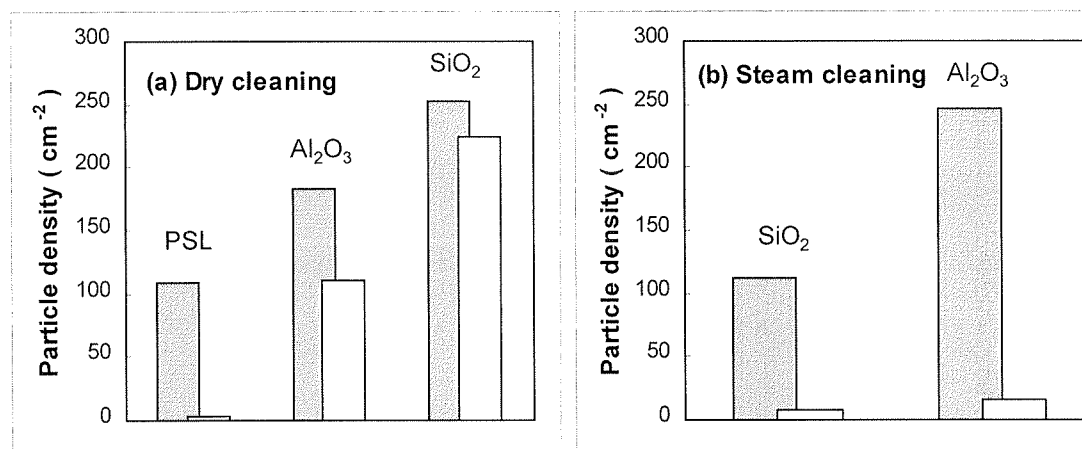 (a) Dry cleaning
Particle density ( cm⁻² )
300
250
200
150
100
50
0
PSL
Al₂O₃
SiO₂
(b) Steam cleaning
Particle density ( cm⁻² )
300
250
200
150
100
50
0
SiO₂
Al₂O₃